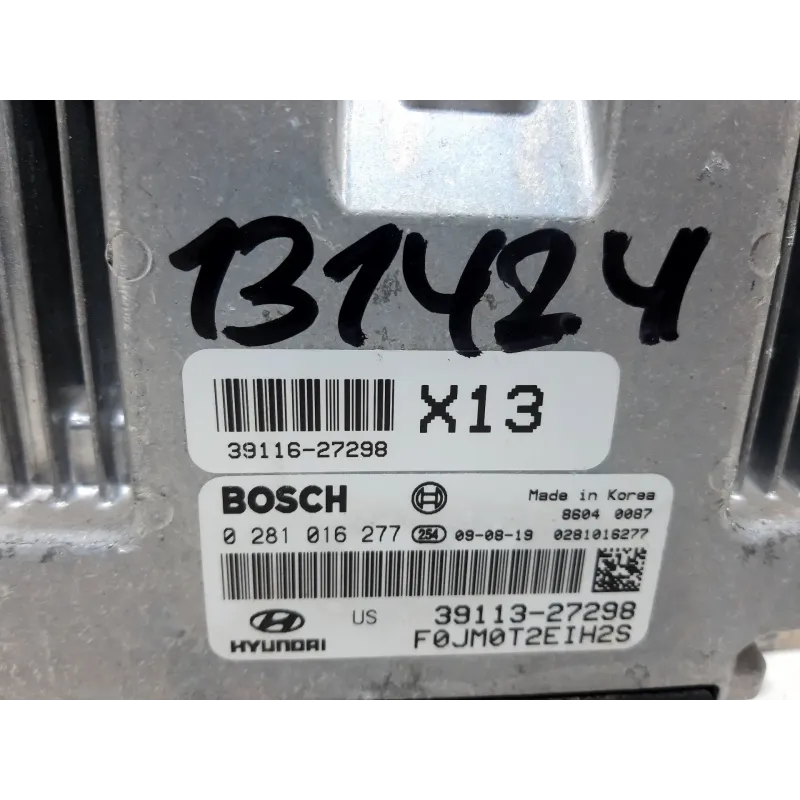 131424
X13
39116-27298
BOSCH
Made in Korea
8604 0087
0 281 016 277 254 09-08-19 0281016277
US 39113-27298
HYUNDAI F0JM0T2EIH2S